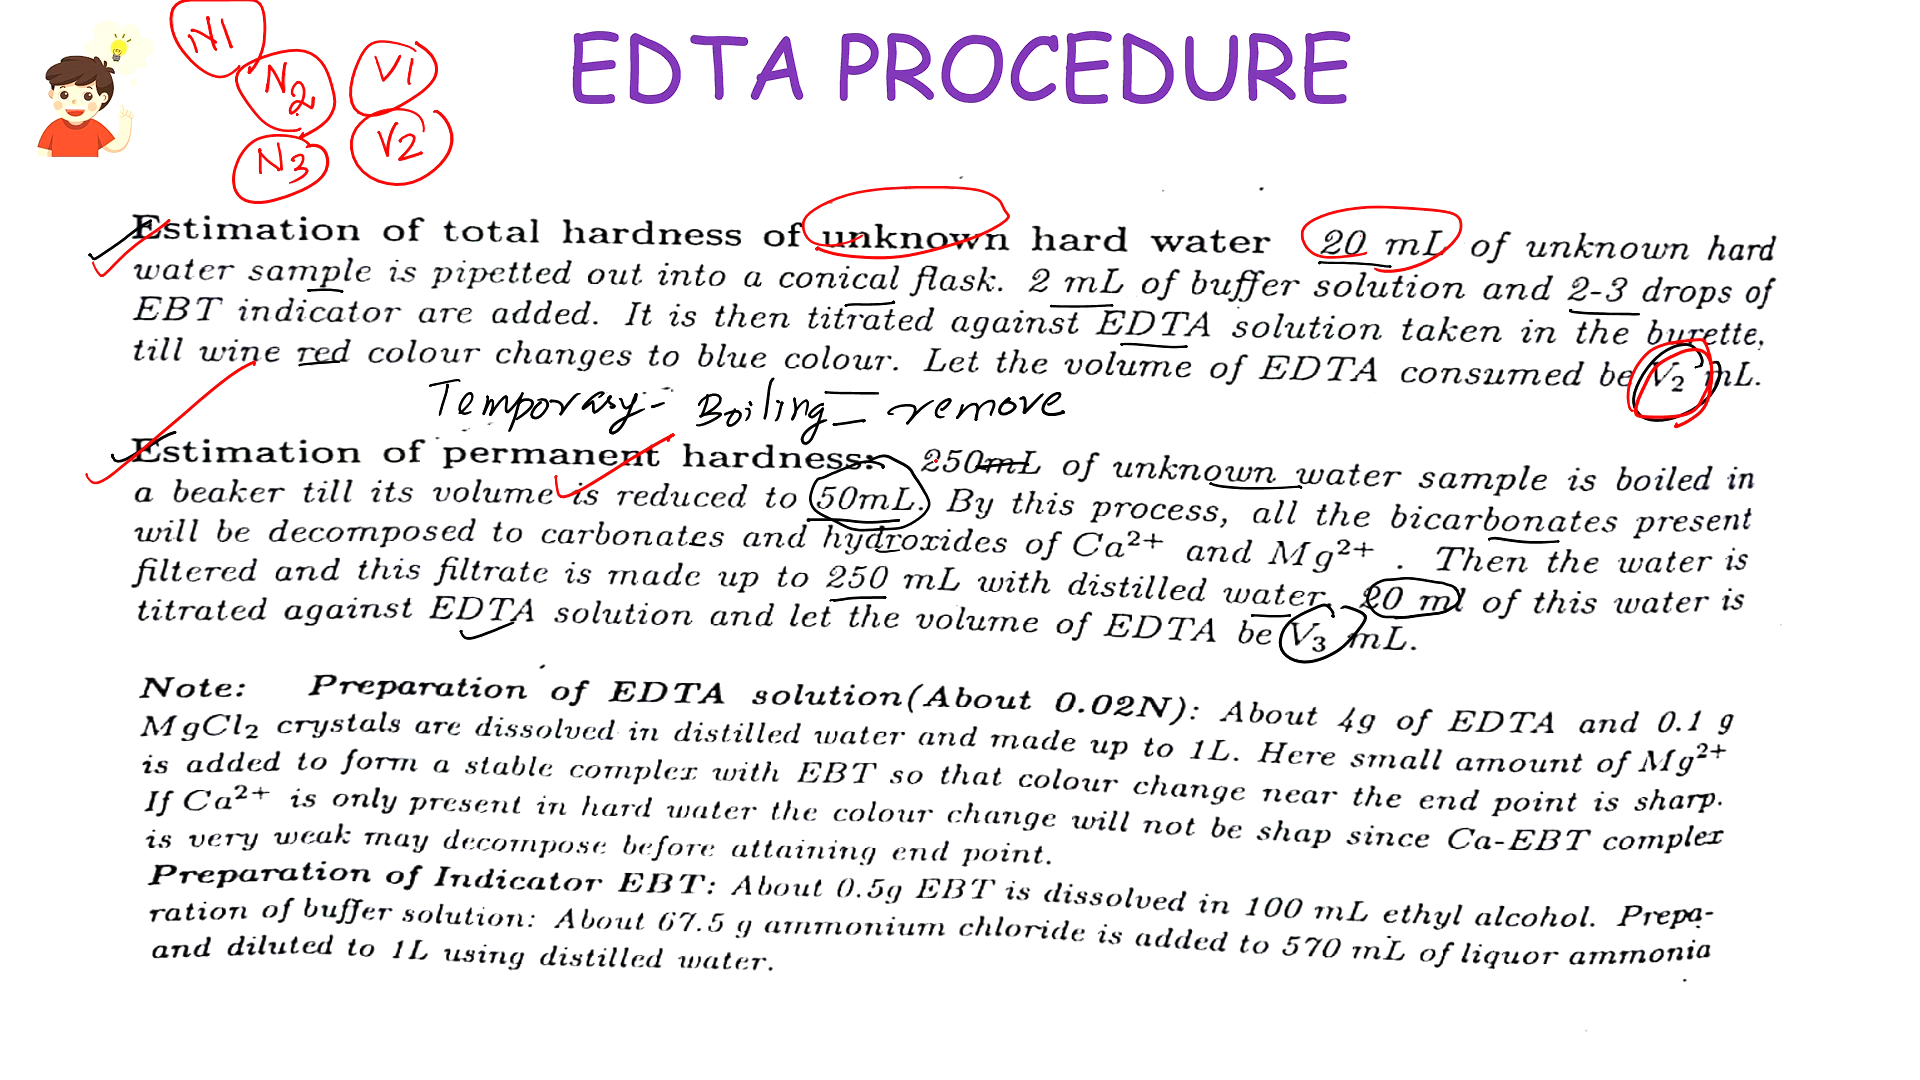 N1
N2
N3
V1
V2
EDTA PROCEDURE
Estimation of total hardness of unknown hard water 20 mL of unknown hard
water sample is pipetted out into a conical flask. 2 mL of buffer solution and 2-3 drops of
EBT indicator are added. It is then titrated against EDTA solution taken in the burette,
till wine red colour changes to blue colour. Let the volume of EDTA consumed be V₂ mL.
Temporary - Boiling = remove
Estimation of permanent hardness: 250mL of unknown water sample is boiled in
a beaker till its volume is reduced to 50mL. By this process, all the bicarbonates present
will be decomposed to carbonates and hydroxides of Ca²⁺ and Mg²⁺ . Then the water is
filtered and this filtrate is made up to 250 mL with distilled water. 20 ml of this water is
titrated against EDTA solution and let the volume of EDTA be V₃ mL.
Note: Preparation of EDTA solution(About 0.02N): About 4g of EDTA and 0.1 g
MgCl₂ crystals are dissolved in distilled water and made up to 1L. Here small amount of Mg²⁺
is added to form a stable complex with EBT so that colour change near the end point is sharp.
If Ca²⁺ is only present in hard water the colour change will not be shap since Ca-EBT complex
is very weak may decompose before attaining end point.
Preparation of Indicator EBT: About 0.5g EBT is dissolved in 100 mL ethyl alcohol. Prepa-
ration of buffer solution: About 67.5 g ammonium chloride is added to 570 mL of liquor ammonia
and diluted to 1L using distilled water.